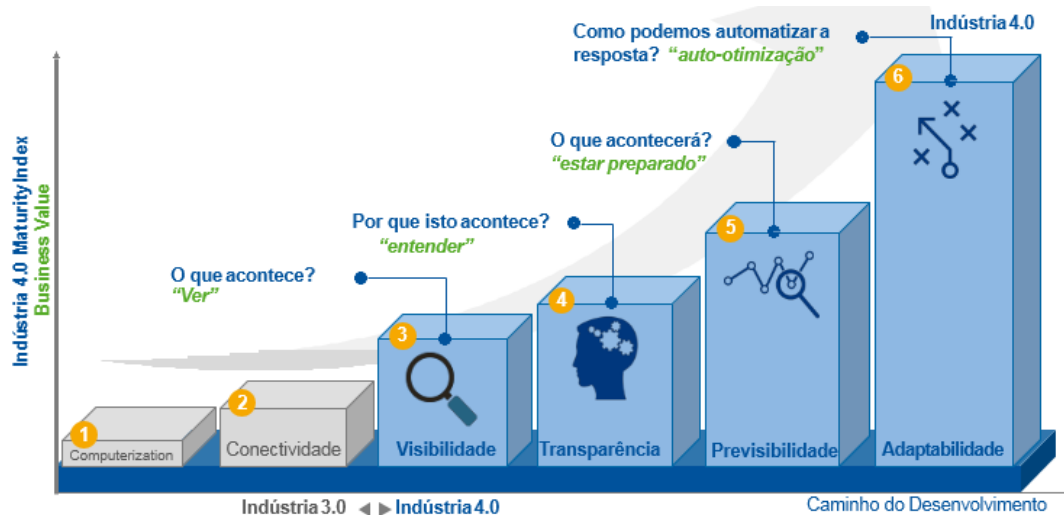 Indústria 4.0 Maturity Index
Business Value
Como podemos automatizar a
resposta? “auto-otimização”
Indústria 4.0
O que acontecerá?
“estar preparado”
Por que isto acontece?
“entender”
O que acontece?
“Ver”
1
Computerization
2
Conectividade
3
Visibilidade
4
Transparência
5
Previsibilidade
6
Adaptabilidade
Indústria 3.0 ◄ ► Indústria 4.0
Caminho do Desenvolvimento